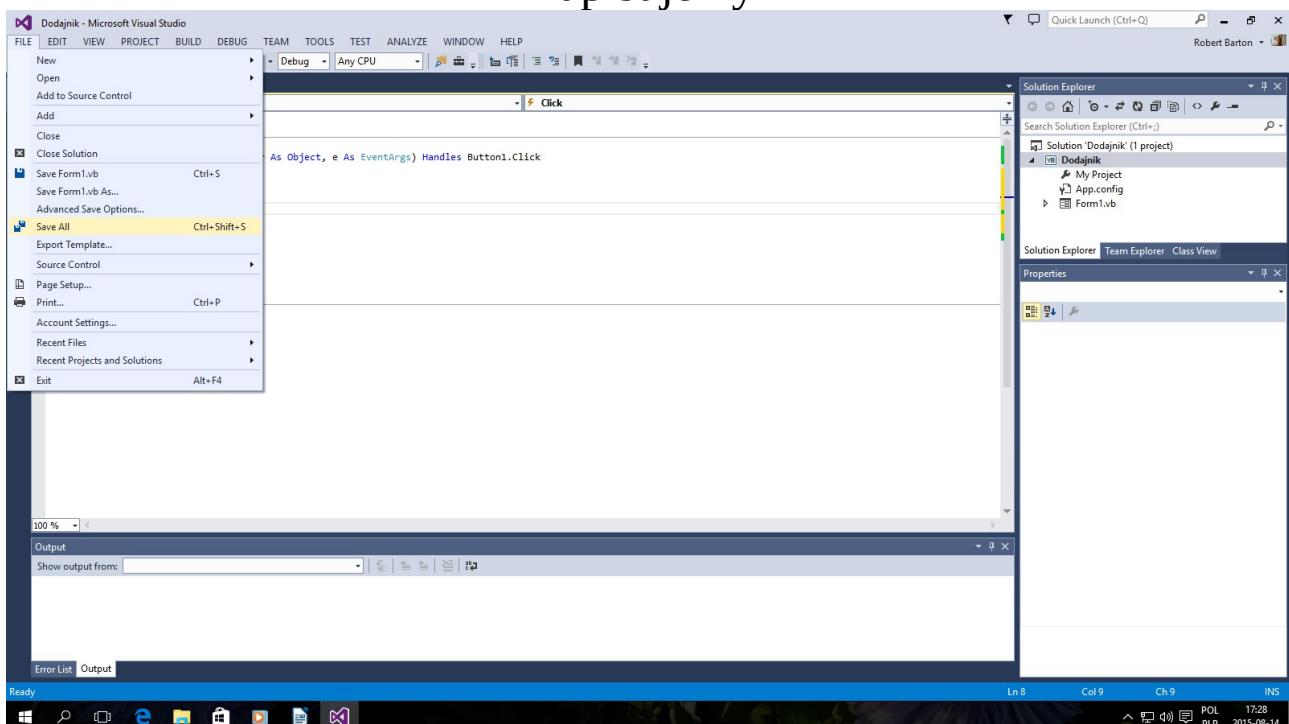 Dodajnik - Microsoft Visual Studio
Quick Launch (Ctrl+Q)
FILE EDIT VIEW PROJECT BUILD DEBUG TEAM TOOLS TEST ANALYZE WINDOW HELP
Robert Barton
Debug Any CPU
New
Open
Add to Source Control
Add
Close
Close Solution
Save Form1.vb Ctrl+S
Save Form1.vb As...
Advanced Save Options...
Save All Ctrl+Shift+S
Export Template...
Source Control
Page Setup...
Print... Ctrl+P
Account Settings...
Recent Files
Recent Projects and Solutions
Exit Alt+F4
Click
As Object, e As EventArgs) Handles Button1.Click
100 %
Output
Show output from:
Error List Output
Solution Explorer
Search Solution Explorer (Ctrl+;)
Solution 'Dodajnik' (1 project)
VB Dodajnik
My Project
App.config
Form1.vb
Solution Explorer Team Explorer Class View
Properties
Ready Ln 8 Col 9 Ch 9 INS
POL 17:28
2015-08-14